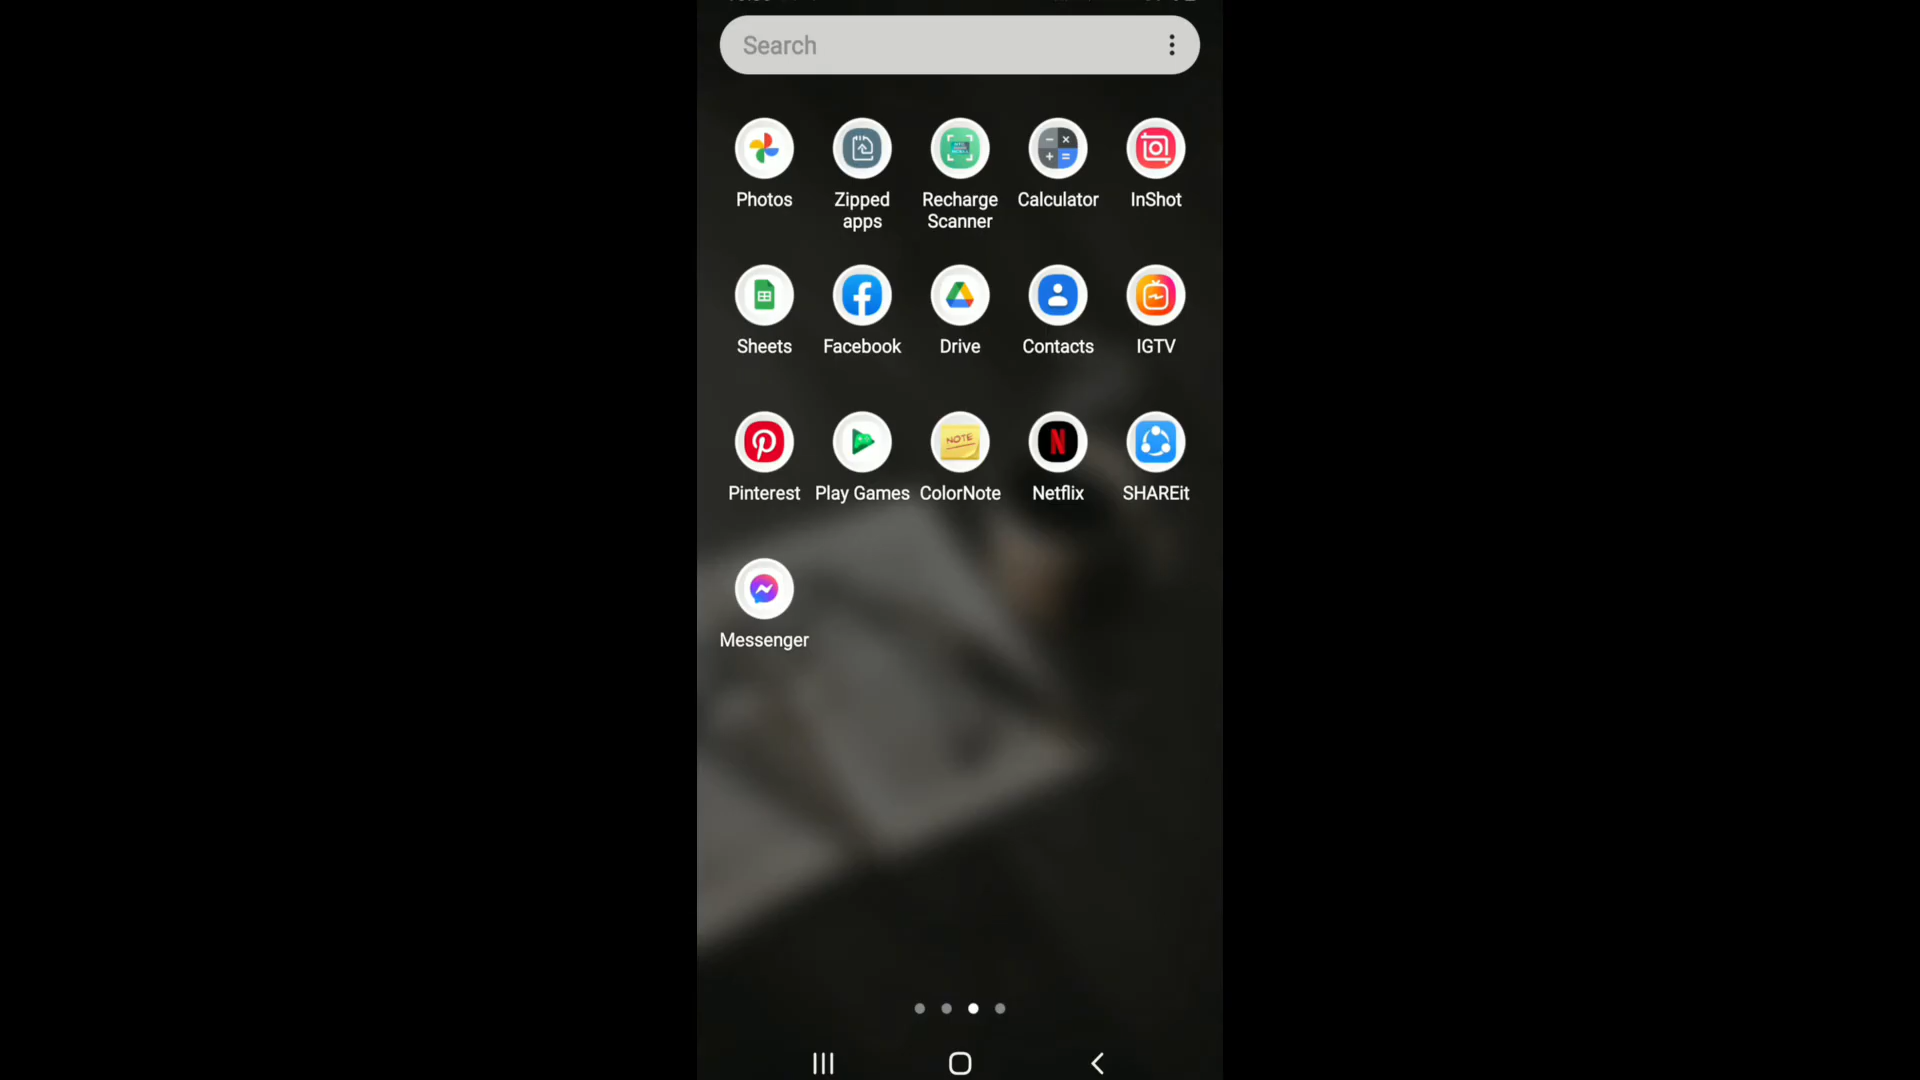 Search
Photos
Zipped
apps
Recharge
Scanner
Calculator
InShot
Sheets
Facebook
Drive
Contacts
IGTV
Pinterest
Play Games
NOTE
ColorNote
Netflix
SHAREit
Messenger